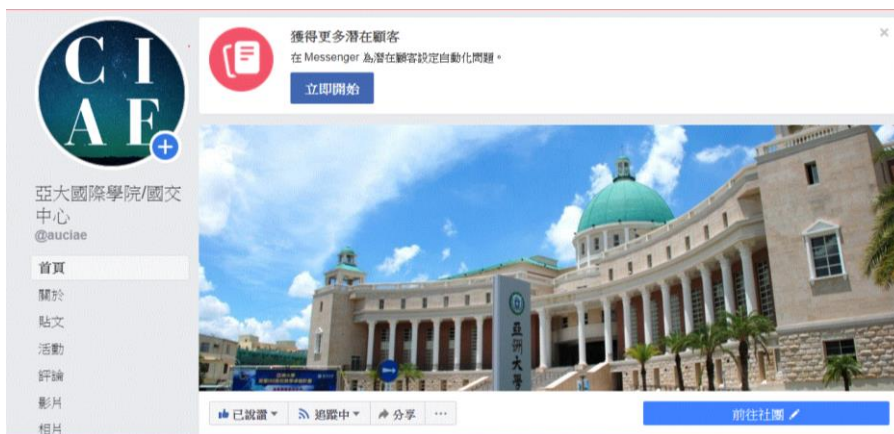 C I
A E
亞大國際學院/國交
中心
@auciae
首頁
關於
貼文
活動
評論
影片
相片
獲得更多潛在顧客
在 Messenger 為潛在顧客設定自動化問題。
立即開始
亞洲大學
已說讚
追蹤中
分享
···
前往社團